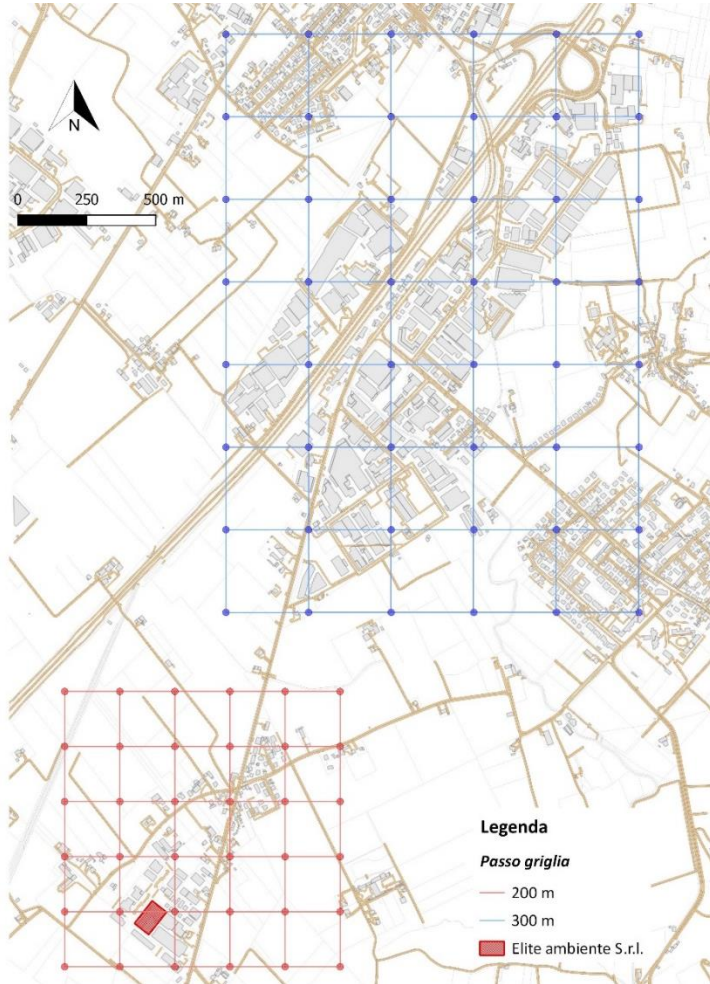 N
0 250 500 m
Legenda
Passo griglia
200 m
300 m
Elite ambiente S.r.l.